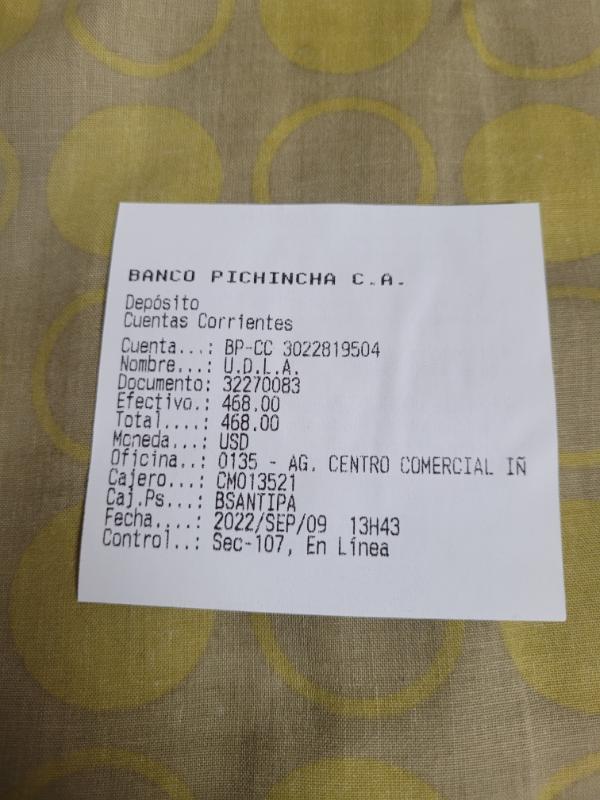 BANCO PICHINCHA C.A.
Depósito
Cuentas Corrientes
Cuenta...: BP-CC 3022819504
Nombre...: U.D.L.A.
Documento: 32270083
Efectivo.: 468.00
Total....: 468.00
Moneda...: USD
Oficina..: 0135 - AG. CENTRO COMERCIAL IÑ
Cajero...: CM013521
Caj.Ps...: BSANTIPA
Fecha....: 2022/SEP/09 13H43
Control..: Sec-107, En Línea